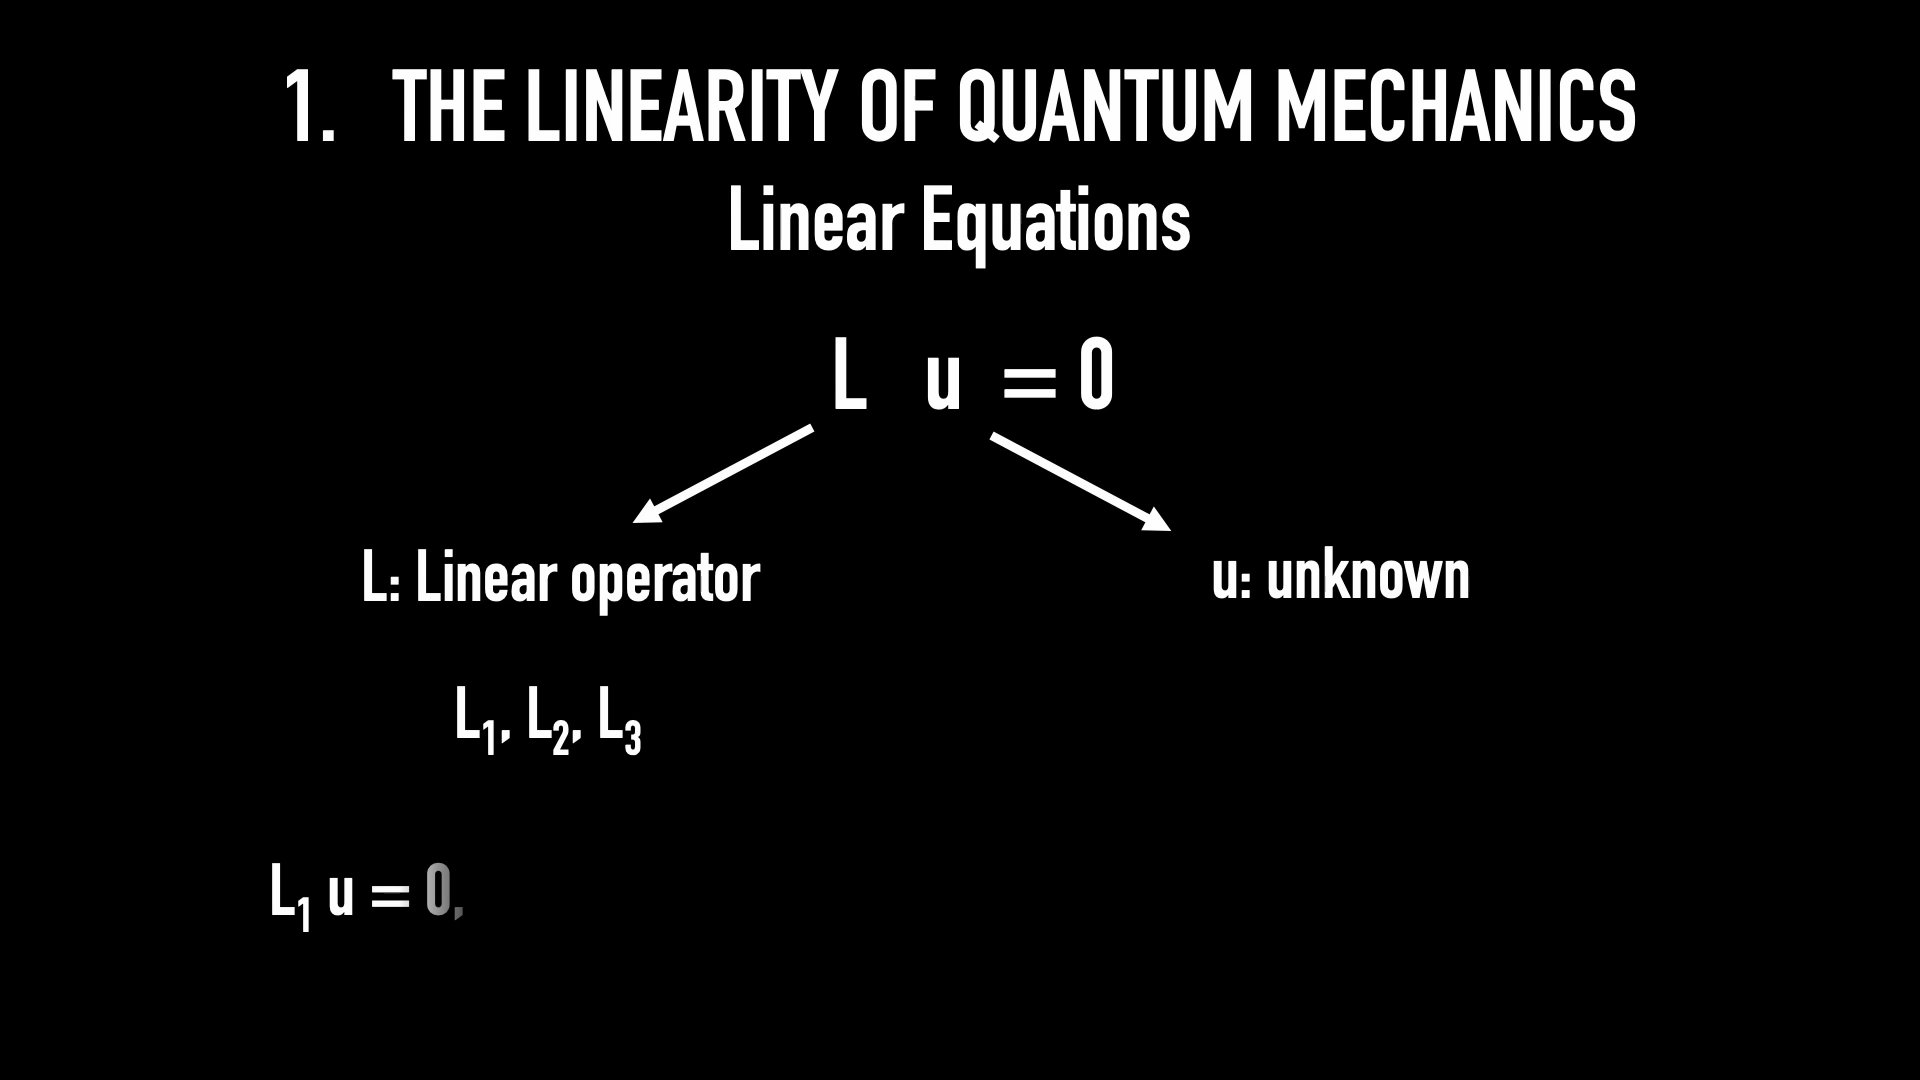 1. THE LINEARITY OF QUANTUM MECHANICS
Linear Equations
L u = 0
L: Linear operator
u: unknown
L₁, L₂, L₃
L₁ u = 0,